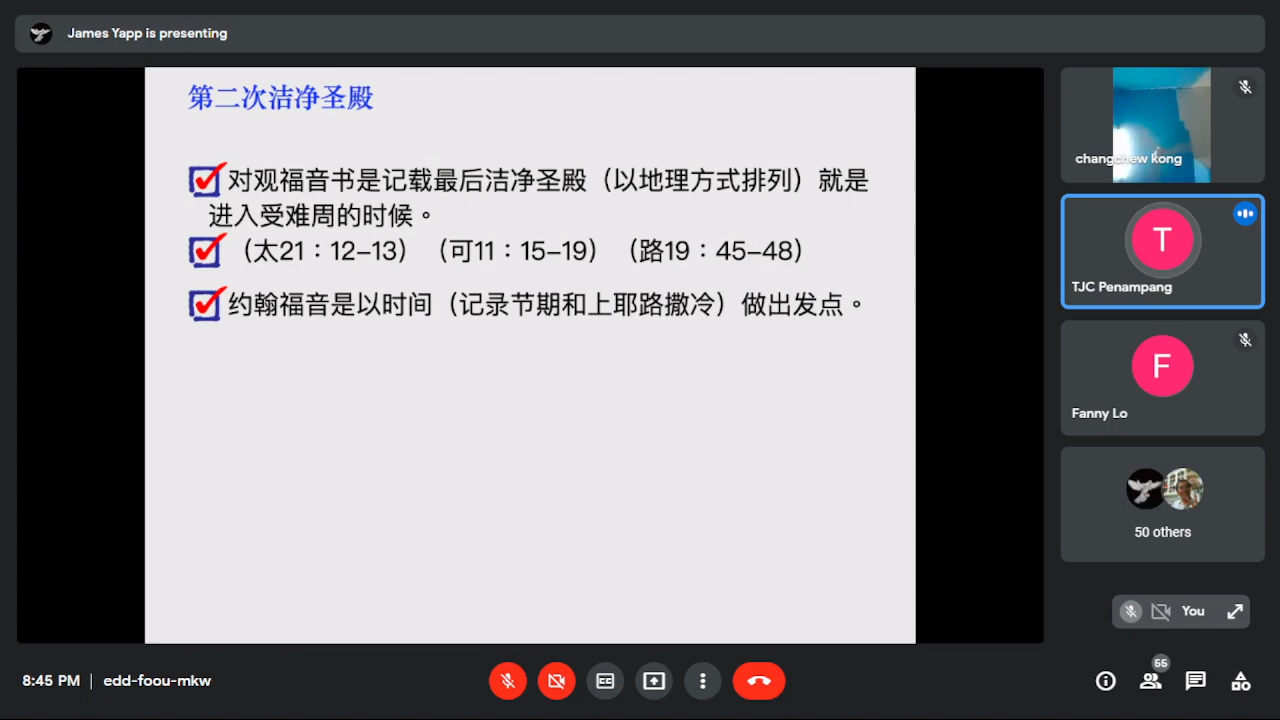 James Yapp is presenting
第二次洁净圣殿
对观福音书是记载最后洁净圣殿（以地理方式排列）就是
进入受难周的时候。
（太21：12–13）（可11：15–19）（路19：45–48）
约翰福音是以时间（记录节期和上耶路撒冷）做出发点。
changchew kong
T
TJC Penampang
F
Fanny Lo
50 others
You
8:45 PM | edd-foou-mkw
55